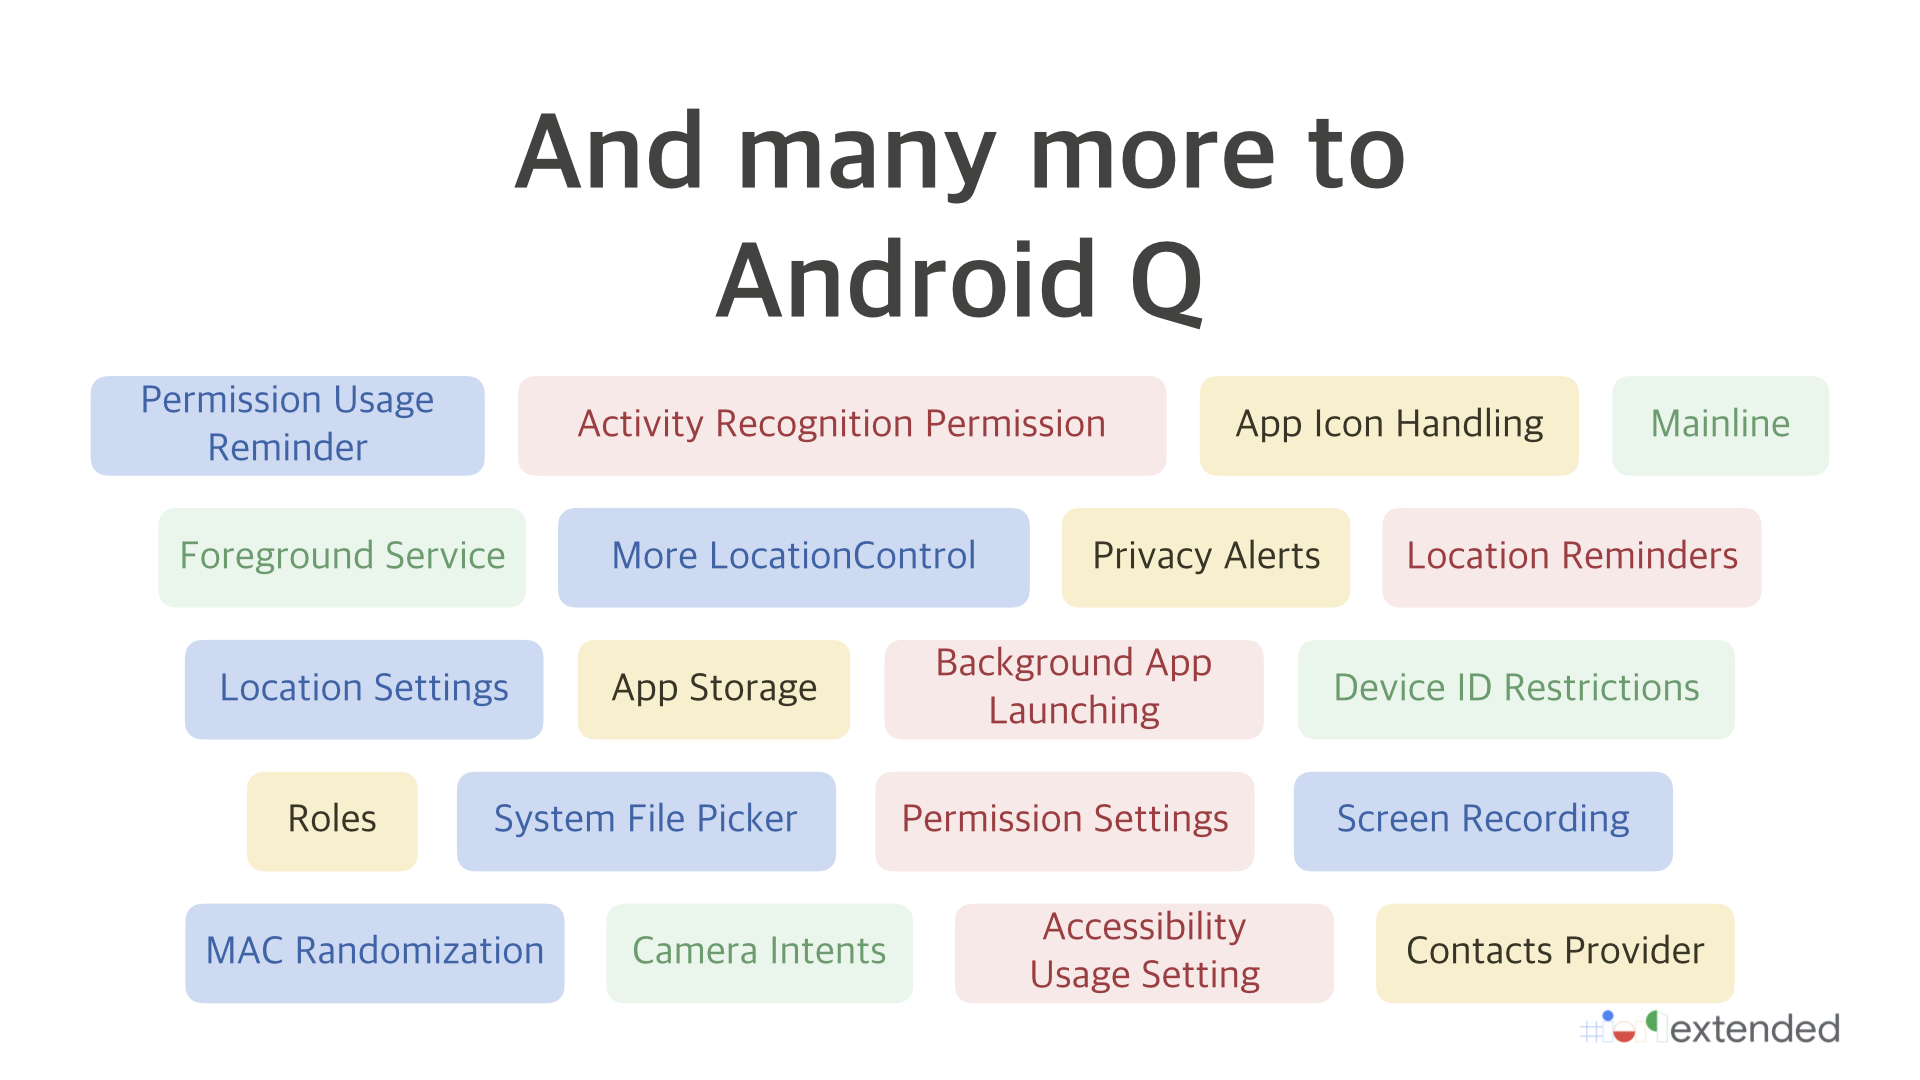 And many more to
Android Q
Permission Usage
Reminder
Activity Recognition Permission
App Icon Handling
Mainline
Foreground Service
More LocationControl
Privacy Alerts
Location Reminders
Location Settings
App Storage
Background App
Launching
Device ID Restrictions
Roles
System File Picker
Permission Settings
Screen Recording
MAC Randomization
Camera Intents
Accessibility
Usage Setting
Contacts Provider
#io19extended